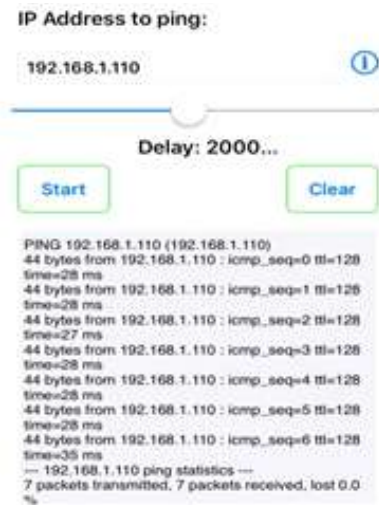 IP Address to ping:
192.168.1.110
Delay: 2000...
Start
Clear
PING 192.168.1.110 (192.168.1.110)
44 bytes from 192.168.1.110 : icmp_seq=0 ttl=128
time=28 ms
44 bytes from 192.168.1.110 : icmp_seq=1 ttl=128
time=28 ms
44 bytes from 192.168.1.110 : icmp_seq=2 ttl=128
time=27 ms
44 bytes from 192.168.1.110 : icmp_seq=3 ttl=128
time=28 ms
44 bytes from 192.168.1.110 : icmp_seq=4 ttl=128
time=28 ms
44 bytes from 192.168.1.110 : icmp_seq=5 ttl=128
time=28 ms
44 bytes from 192.168.1.110 : icmp_seq=6 ttl=128
time=35 ms
--- 192.168.1.110 ping statistics ---
7 packets transmitted, 7 packets received, lost 0.0
%